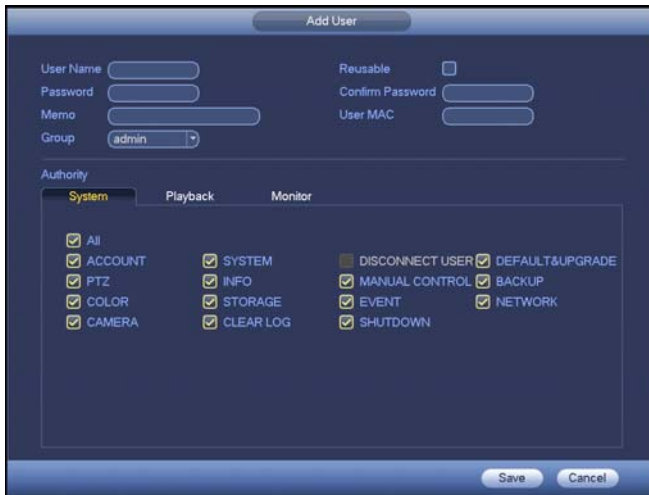 Add User
User Name Reusable
Password Confirm Password
Memo User MAC
Group admin
Authority
System Playback Monitor
All
ACCOUNT SYSTEM DISCONNECT USER DEFAULT&UPGRADE
PTZ INFO MANUAL CONTROL BACKUP
COLOR STORAGE EVENT NETWORK
CAMERA CLEAR LOG SHUTDOWN
Save Cancel